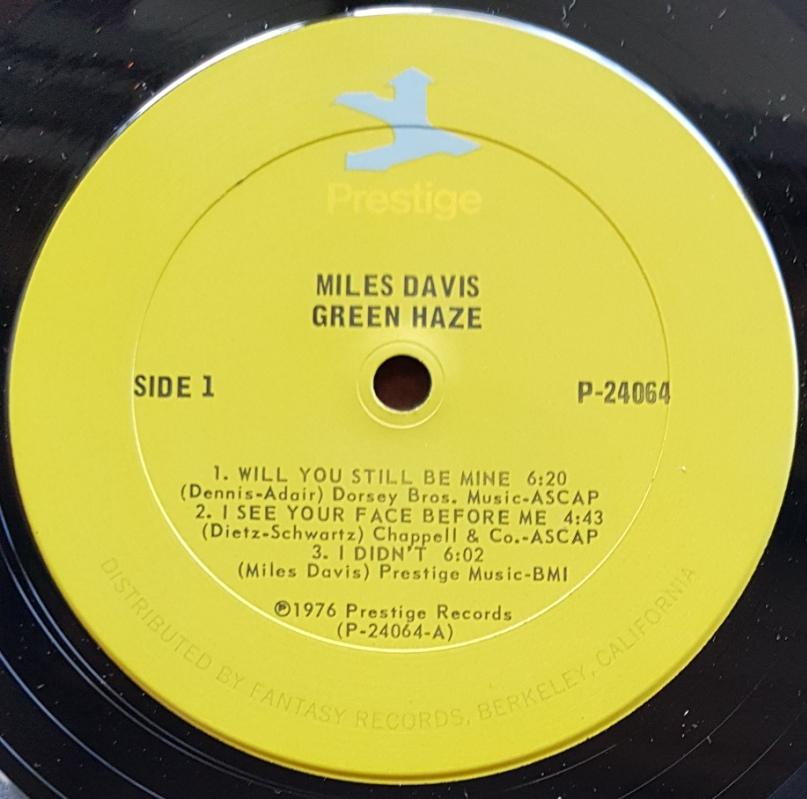 Prestige
MILES DAVIS
GREEN HAZE
SIDE 1
P-24064
1. WILL YOU STILL BE MINE 6:20
(Dennis-Adair) Dorsey Bros. Music-ASCAP
2. I SEE YOUR FACE BEFORE ME 4:43
(Dietz-Schwartz) Chappell & Co.-ASCAP
3. I DIDN'T 6:02
(Miles Davis) Prestige Music-BMI
℗1976 Prestige Records
(P-24064-A)
DISTRIBUTED BY FANTASY RECORDS, BERKELEY, CALIFORNIA